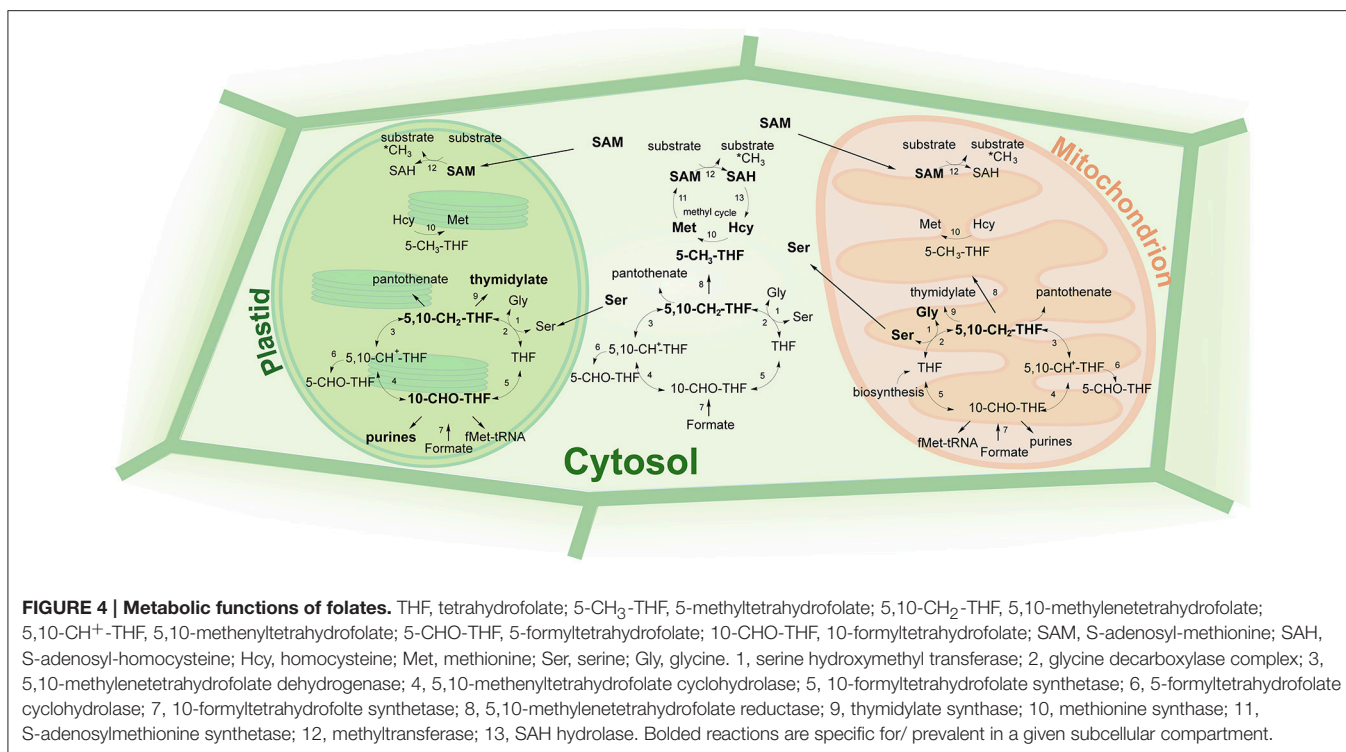 Plastid
substrate
*CH3
substrate
SAH
12
SAM
SAM
Hcy
Met
10
5-CH3-THF
pantothenate
9
thymidylate
5,10-CH2-THF
Gly
1
2
Ser
Ser
3
5,10-CH+-THF
THF
6
5-CHO-THF
4
5
10-CHO-THF
purines
7
Formate
fMet-tRNA
substrate
substrate
*CH3
12
SAM
SAH
11
13
methyl cycle
Met
10
Hcy
5-CH3-THF
8
pantothenate
5,10-CH2-THF
Gly
1
2
Ser
3
5,10-CH+-THF
THF
6
5-CHO-THF
4
5
10-CHO-THF
7
Formate
Cytosol
SAM
Mitochondrion
substrate
substrate
*CH3
SAM
12
SAH
Met
10
Hcy
5-CH3-THF
Ser
8
thymidylate
pantothenate
Gly
9
1
5,10-CH2-THF
Ser
2
3
THF
5,10-CH+-THF
6
biosynthesis
5-CHO-THF
5
4
10-CHO-THF
7
fMet-tRNA
purines
Formate
FIGURE 4 | Metabolic functions of folates. THF, tetrahydrofolate; 5-CH3-THF, 5-methyltetrahydrofolate; 5,10-CH2-THF, 5,10-methylenetetrahydrofolate;
5,10-CH+-THF, 5,10-methenyltetrahydrofolate; 5-CHO-THF, 5-formyltetrahydrofolate; 10-CHO-THF, 10-formyltetrahydrofolate; SAM, S-adenosyl-methionine; SAH,
S-adenosyl-homocysteine; Hcy, homocysteine; Met, methionine; Ser, serine; Gly, glycine. 1, serine hydroxymethyl transferase; 2, glycine decarboxylase complex; 3,
5,10-methylenetetrahydrofolate dehydrogenase; 4, 5,10-methenyltetrahydrofolate cyclohydrolase; 5, 10-formyltetrahydrofolate synthetase; 6, 5-formyltetrahydrofolate
cyclohydrolase; 7, 10-formyltetrahydrofolte synthetase; 8, 5,10-methylenetetrahydrofolate reductase; 9, thymidylate synthase; 10, methionine synthase; 11,
S-adenosylmethionine synthetase; 12, methyltransferase; 13, SAH hydrolase. Bolded reactions are specific for/ prevalent in a given subcellular compartment.